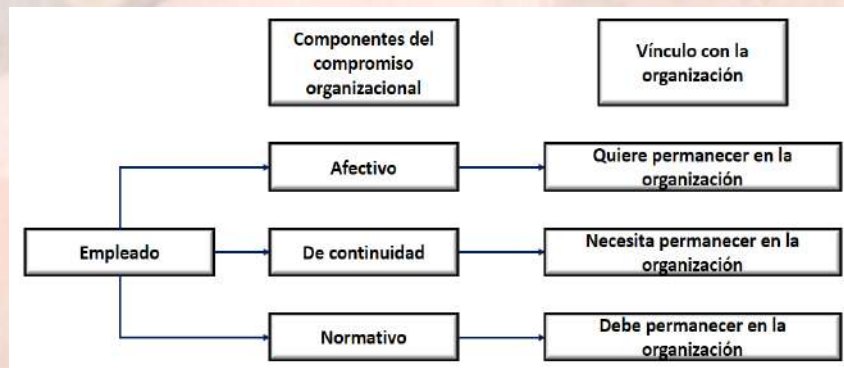 Componentes del
compromiso
organizacional
Vínculo con la
organización
Afectivo
Quiere permanecer en la
organización
Empleado
De continuidad
Necesita permanecer en la
organización
Normativo
Debe permanecer en la
organización